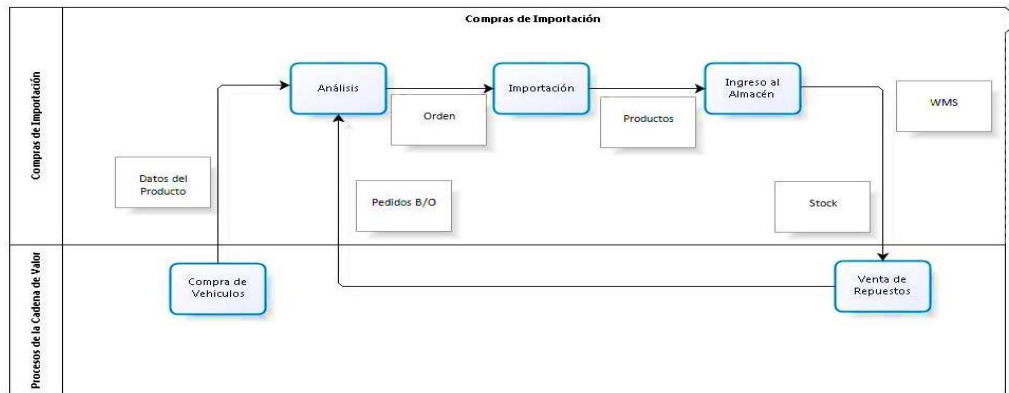 Compras de Importación
Compras de Importación
Análisis
Importación
Ingreso al
Almacén
WMS
Orden
Productos
Datos del
Producto
Pedidos B/O
Stock
Procesos de la Cadena de Valor
Compra de
Vehiculos
Venta de
Repuestos